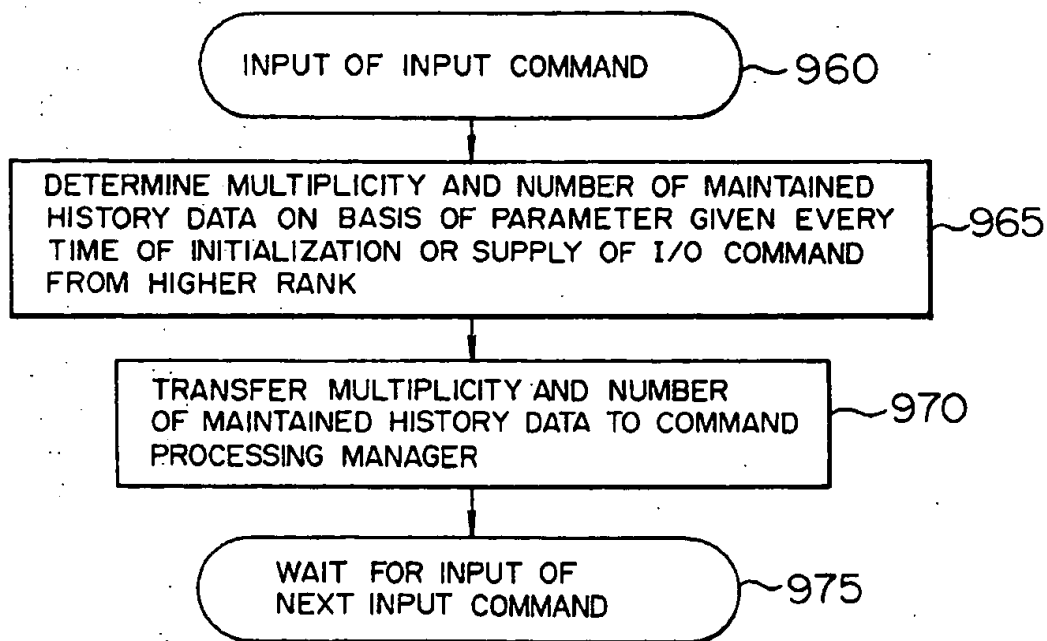 INPUT OF INPUT COMMAND 960
DETERMINE MULTIPLICITY AND NUMBER OF MAINTAINED
HISTORY DATA ON BASIS OF PARAMETER GIVEN EVERY
TIME OF INITIALIZATION OR SUPPLY OF I/O COMMAND
FROM HIGHER RANK
965
TRANSFER MULTIPLICITY AND NUMBER
OF MAINTAINED HISTORY DATA TO COMMAND
PROCESSING MANAGER
970
WAIT FOR INPUT OF
NEXT INPUT COMMAND
975